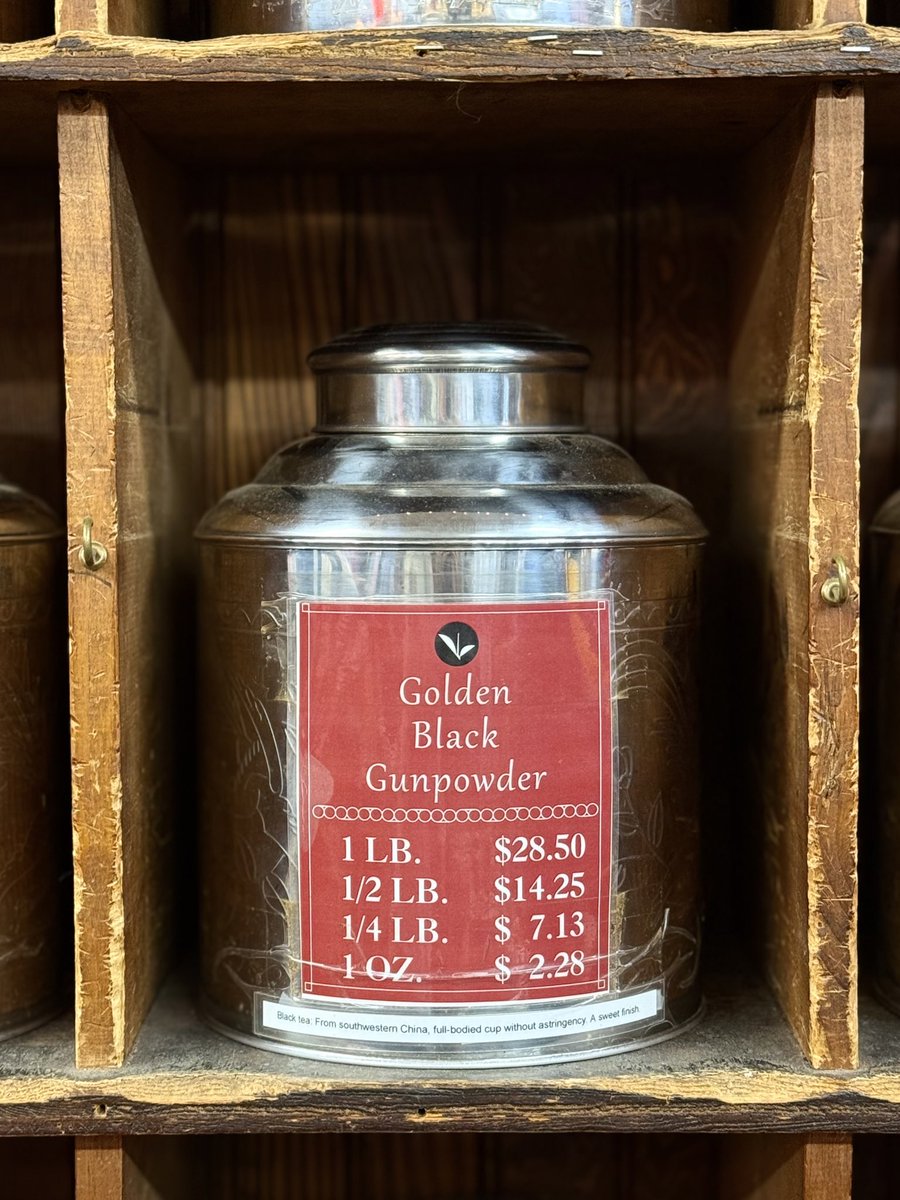 Golden
Black
Gunpowder
1 LB. $28.50
1/2 LB. $14.25
1/4 LB. $ 7.13
1 OZ. $ 2.28
Black tea: From southwestern China, full-bodied cup without astringency. A sweet finish.